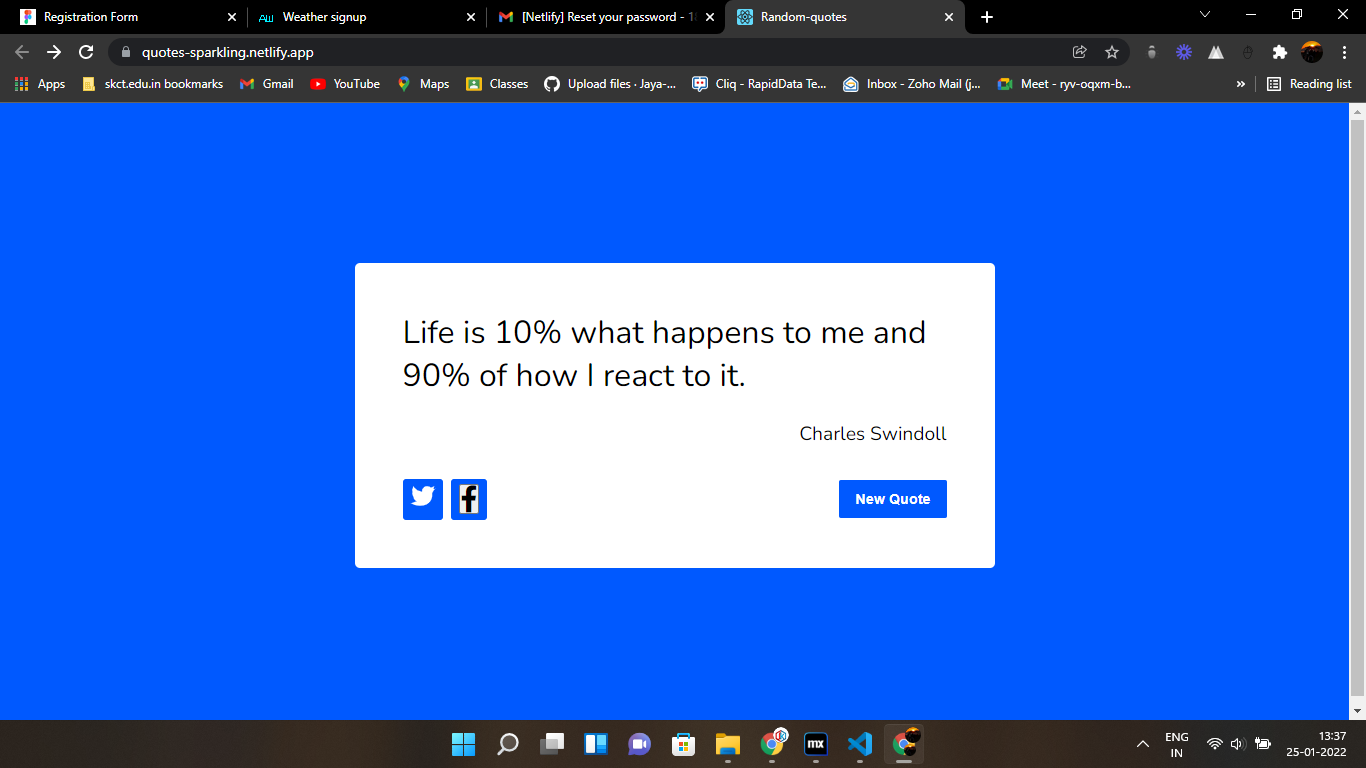 Registration Form
Weather signup
[Netlify] Reset your password -
Random-quotes
quotes-sparkling.netlify.app
Apps
skct.edu.in bookmarks
Gmail
YouTube
Maps
Classes
Upload files · Jaya-...
Cliq - RapidData Te...
Inbox - Zoho Mail (j...
Meet - ryv-oqxm-b...
»
Reading list
Life is 10% what happens to me and
90% of how I react to it.
Charles Swindoll
New Quote
mx
ENG
IN
13:37
25-01-2022